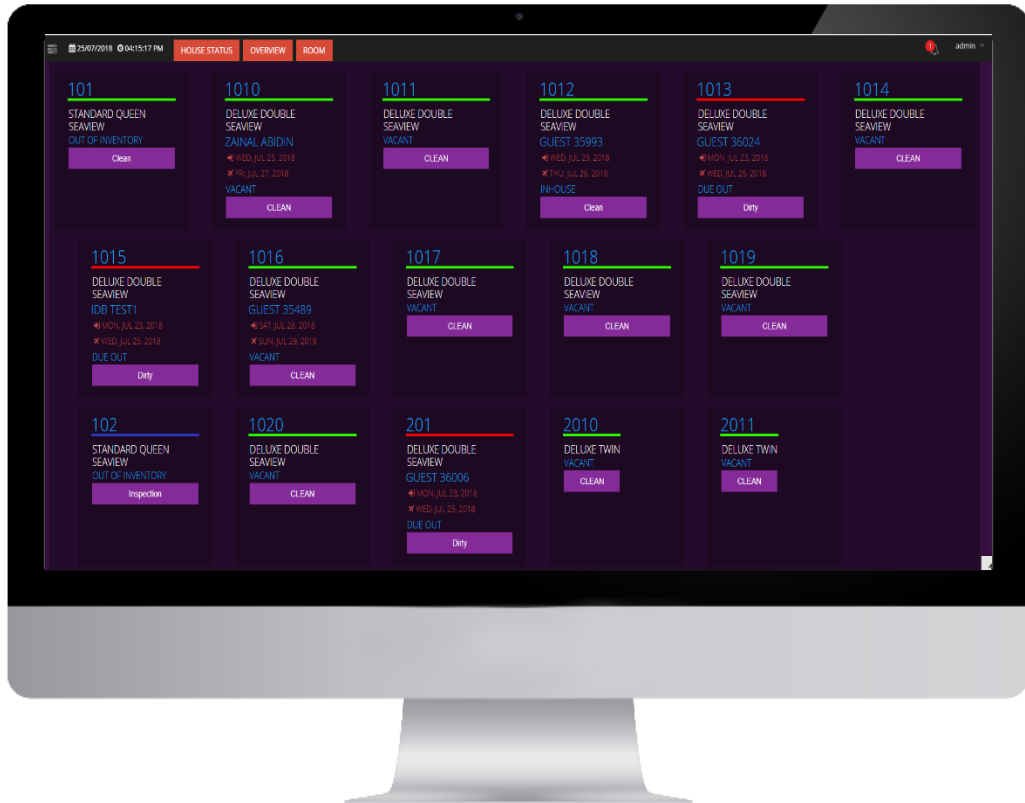 25/07/2018 04:15:17 PM HOUSE STATUS OVERVIEW ROOM 1 admin
101
STANDARD QUEEN
SEAVIEW
OUT OF INVENTORY
Clean
1010
DELUXE DOUBLE
SEAVIEW
ZAINAL ABIDIN
WED, JUL 25, 2018
FRI, JUL 27, 2018
VACANT
CLEAN
1011
DELUXE DOUBLE
SEAVIEW
VACANT
CLEAN
1012
DELUXE DOUBLE
SEAVIEW
GUEST 35993
WED, JUL 25, 2018
THU, JUL 26, 2018
INHOUSE
Clean
1013
DELUXE DOUBLE
SEAVIEW
GUEST 36024
MON, JUL 23, 2018
WED, JUL 25, 2018
DUE OUT
Dirty
1014
DELUXE DOUBLE
SEAVIEW
VACANT
CLEAN
1015
DELUXE DOUBLE
SEAVIEW
IDB TEST1
MON, JUL 23, 2018
WED, JUL 25, 2018
DUE OUT
Dirty
1016
DELUXE DOUBLE
SEAVIEW
GUEST 35489
SAT, JUL 28, 2018
SUN, JUL 29, 2018
VACANT
CLEAN
1017
DELUXE DOUBLE
SEAVIEW
VACANT
CLEAN
1018
DELUXE DOUBLE
SEAVIEW
VACANT
CLEAN
1019
DELUXE DOUBLE
SEAVIEW
VACANT
CLEAN
102
STANDARD QUEEN
SEAVIEW
OUT OF INVENTORY
Inspection
1020
DELUXE DOUBLE
SEAVIEW
VACANT
CLEAN
201
DELUXE DOUBLE
SEAVIEW
GUEST 36006
MON, JUL 23, 2018
WED, JUL 25, 2018
DUE OUT
Dirty
2010
DELUXE TWIN
VACANT
CLEAN
2011
DELUXE TWIN
VACANT
CLEAN